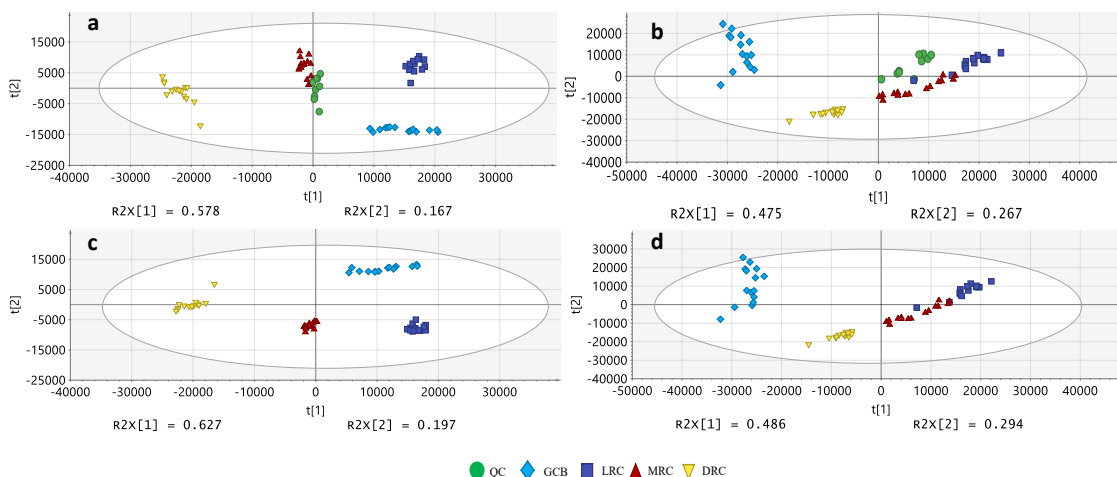 a
15000
5000
-5000
-15000
-25000
t[2]
-40000 -30000 -20000 -10000 0 10000 20000 30000
t[1]
R2X[1] = 0.578 R2X[2] = 0.167
b
20000
10000
0
-10000
-20000
-30000
-40000
t[2]
-50000 -40000 -30000 -20000 -10000 0 10000 20000 30000 40000
t[1]
R2X[1] = 0.475 R2X[2] = 0.267
c
15000
5000
-5000
-15000
-25000
t[2]
-40000 -30000 -20000 -10000 0 10000 20000 30000
t[1]
R2X[1] = 0.627 R2X[2] = 0.197
d
30000
20000
10000
0
-10000
-20000
-30000
-40000
t[2]
-50000 -40000 -30000 -20000 -10000 0 10000 20000 30000 40000
t[1]
R2X[1] = 0.486 R2X[2] = 0.294
QC GCB LRC MRC DRC